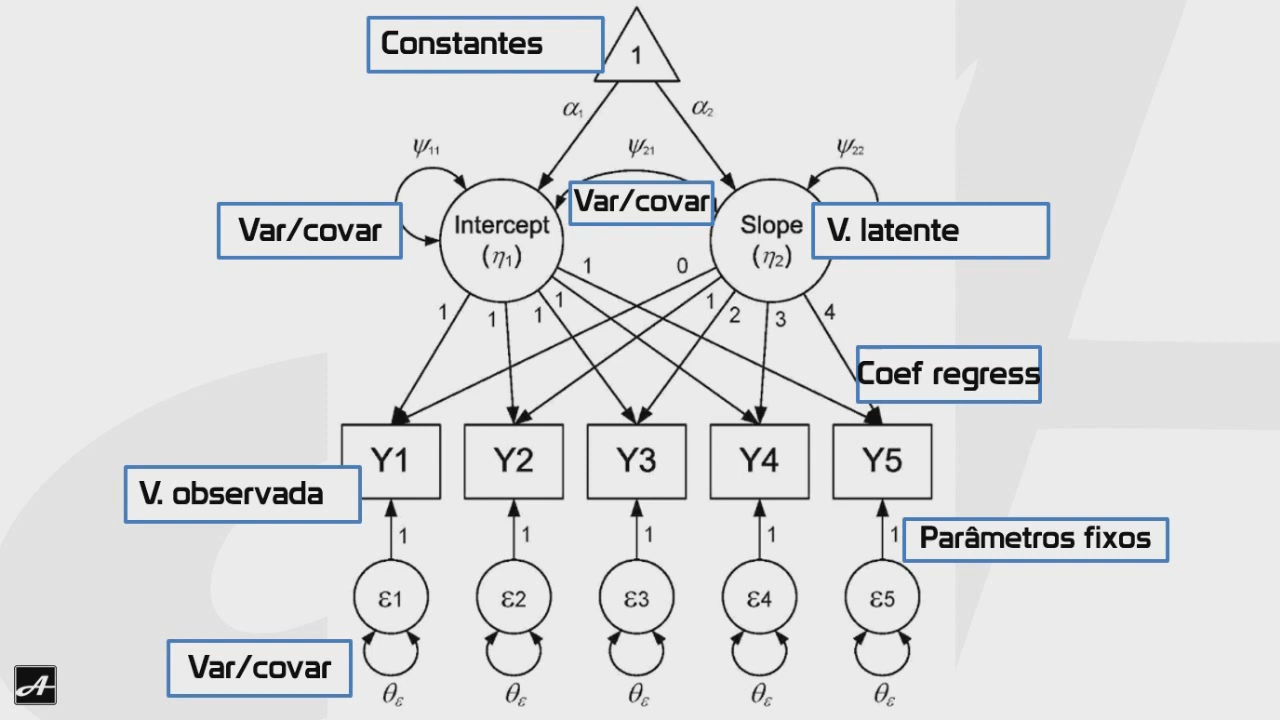 Constantes
1
α₁
α₂
ψ₁₁
ψ₂₁
ψ₂₂
Var/covar
Intercept
(η₁)
Var/covar
Slope
(η₂)
V. latente
1
0
1
1
1
1
1
2
3
4
Coef regress
Y1
Y2
Y3
Y4
Y5
V. observada
1
1
1
1
1
Parâmetros fixos
ε1
ε2
ε3
ε4
ε5
Var/covar
θε
θε
θε
θε
θε
A